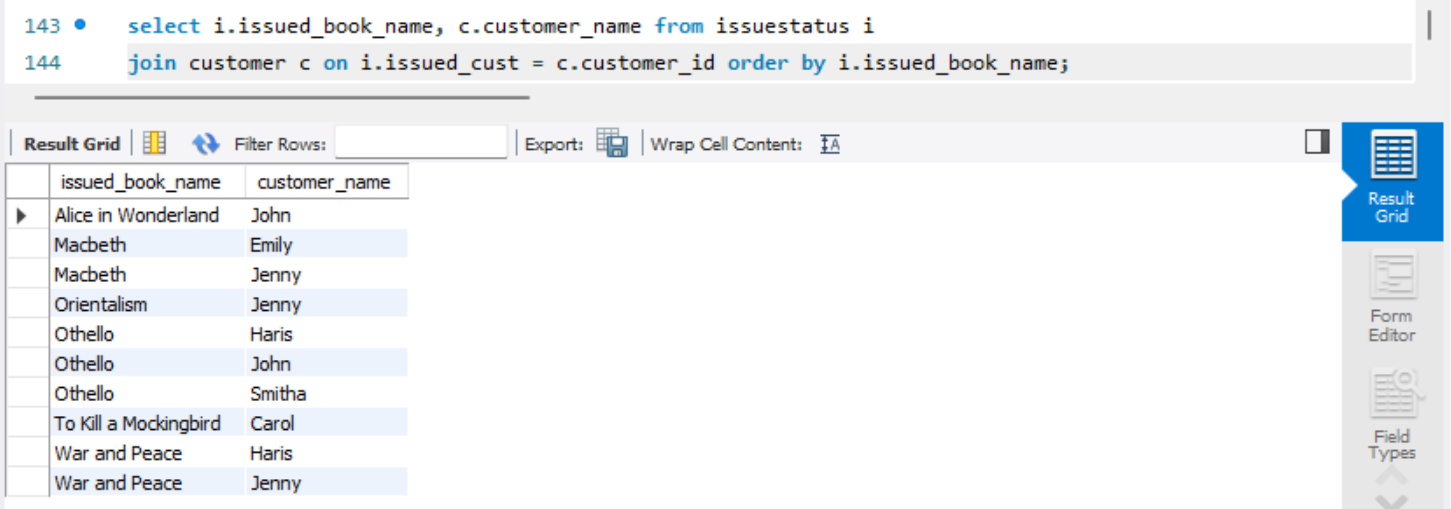 143 select i.issued_book_name, c.customer_name from issuestatus i
144 join customer c on i.issued_cust = c.customer_id order by i.issued_book_name;
Result Grid Filter Rows: Export: Wrap Cell Content: IA
issued_book_name customer_name
Alice in Wonderland John
Macbeth Emily
Macbeth Jenny
Orientalism Jenny
Othello Haris
Othello John
Othello Smitha
To Kill a Mockingbird Carol
War and Peace Haris
War and Peace Jenny
Result
Grid
Form
Editor
Field
Types